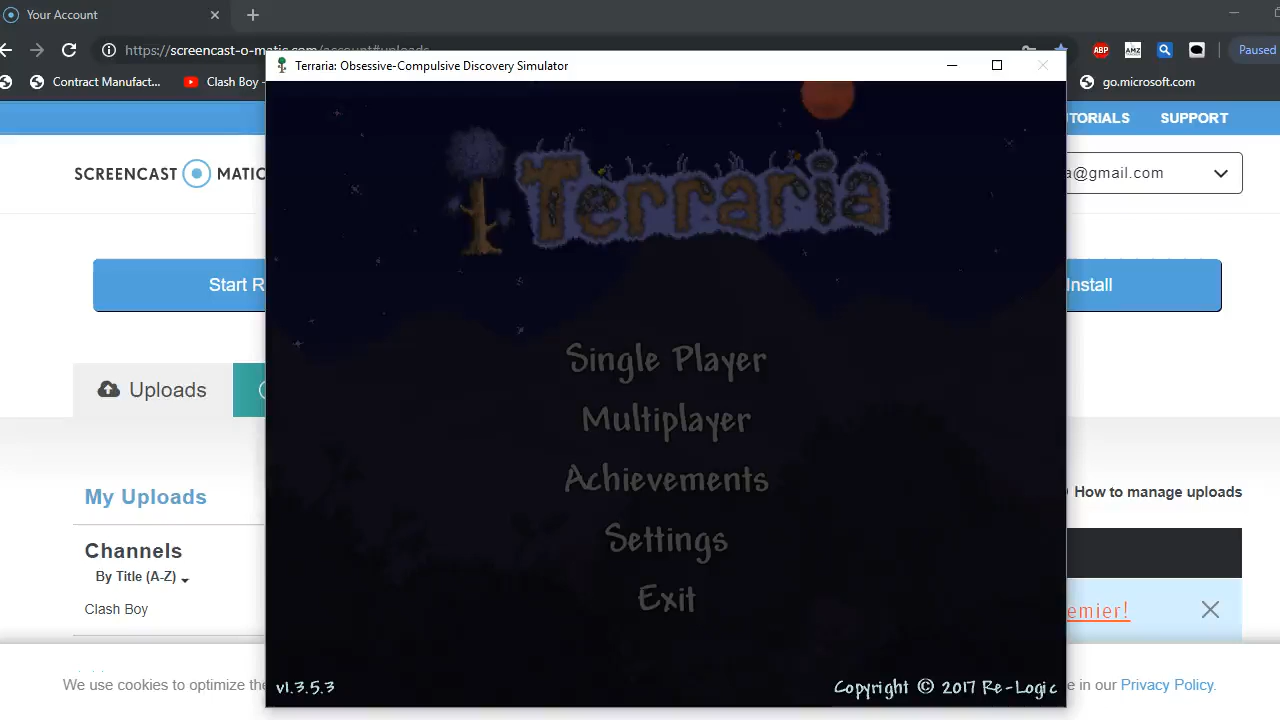 Your Account
https://screencast-o-matic.com/account#uploads
ABP
AMZ
Paused
Contract Manufact...
Clash Boy -
go.microsoft.com
Terraria: Obsessive-Compulsive Discovery Simulator
TORIALS
SUPPORT
SCREENCAST MATIC
a@gmail.com
Terraria
Start R
Install
Single Player
Uploads
Multiplayer
Achievements
My Uploads
How to manage uploads
Channels
Settings
By Title (A-Z)
Clash Boy
emier!
Exit
We use cookies to optimize the
e in our Privacy Policy.
v1.3.5.3
Copyright © 2017 Re-Logic